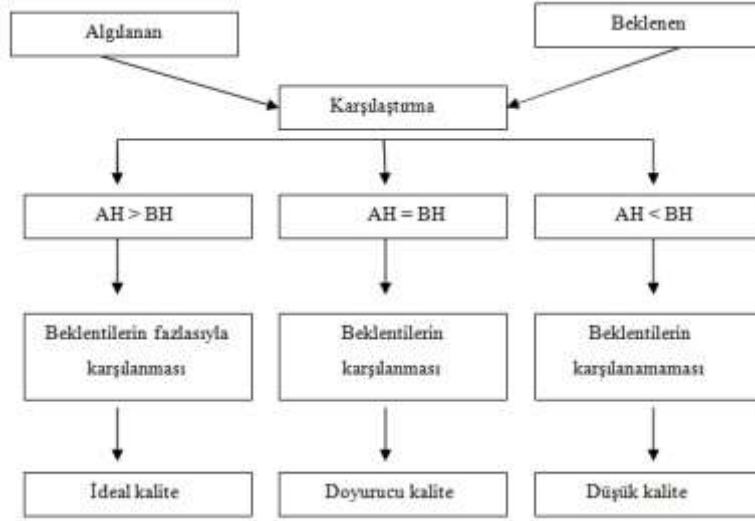 Algılanan
Beklenen
Karşılaştırma
AH > BH
AH = BH
AH < BH
Beklentilerin fazlasıyla
karşılanması
Beklentilerin
karşılanması
Beklentilerin
karşılanamaması
İdeal kalite
Doyurucu kalite
Düşük kalite